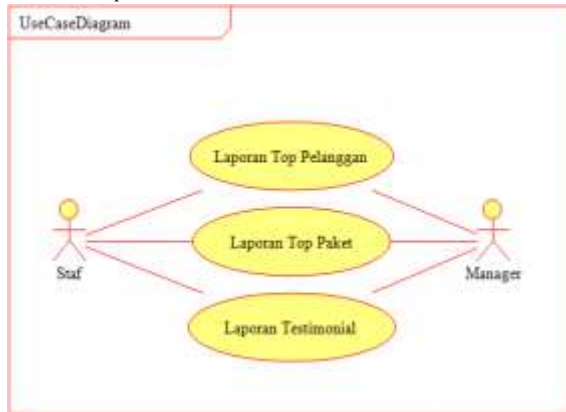 UseCaseDiagram
Laporan Top Pelanggan
Laporan Top Paket
Staf
Manager
Laporan Testimonial